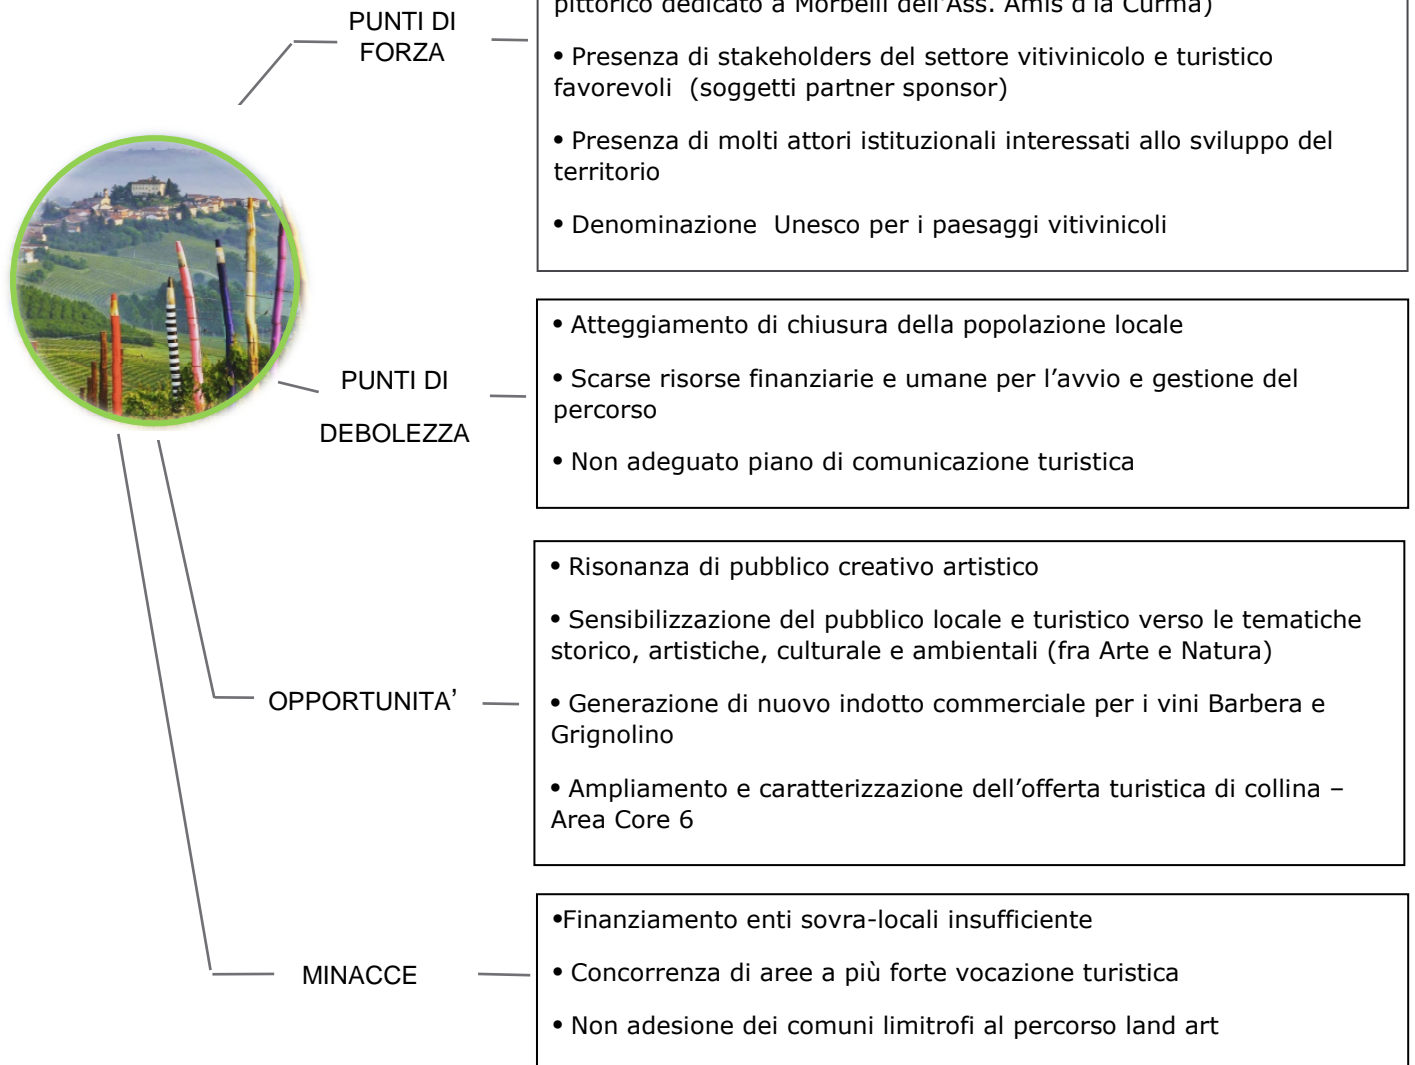 PUNTI DI
FORZA
pittorico dedicato a Morbelli dell'Ass. Amis d'la Curma)
• Presenza di stakeholders del settore vitivinicolo e turistico
favorevoli  (soggetti partner sponsor)
• Presenza di molti attori istituzionali interessati allo sviluppo del
territorio
• Denominazione  Unesco per i paesaggi vitivinicoli
PUNTI DI
DEBOLEZZA
• Atteggiamento di chiusura della popolazione locale
• Scarse risorse finanziarie e umane per l’avvio e gestione del
percorso
• Non adeguato piano di comunicazione turistica
OPPORTUNITA’
• Risonanza di pubblico creativo artistico
• Sensibilizzazione del pubblico locale e turistico verso le tematiche
storico, artistiche, culturale e ambientali (fra Arte e Natura)
• Generazione di nuovo indotto commerciale per i vini Barbera e
Grignolino
• Ampliamento e caratterizzazione dell’offerta turistica di collina –
Area Core 6
MINACCE
•Finanziamento enti sovra-locali insufficiente
• Concorrenza di aree a più forte vocazione turistica
• Non adesione dei comuni limitrofi al percorso land art